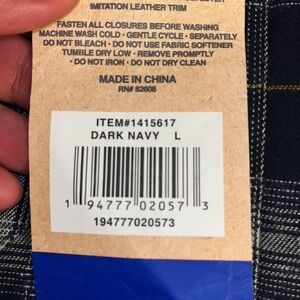 IMITATION LEATHER TRIM
FASTEN ALL CLOSURES BEFORE WASHING
MACHINE WASH COLD • GENTLE CYCLE • SEPARATELY
DO NOT BLEACH • DO NOT USE FABRIC SOFTENER
TUMBLE DRY LOW • REMOVE PROMPTLY
• DO NOT IRON • DO NOT DRY CLEAN
MADE IN CHINA
RN# 82608
ITEM#1415617
DARK NAVY L
1 94777 02057 3
194777020573